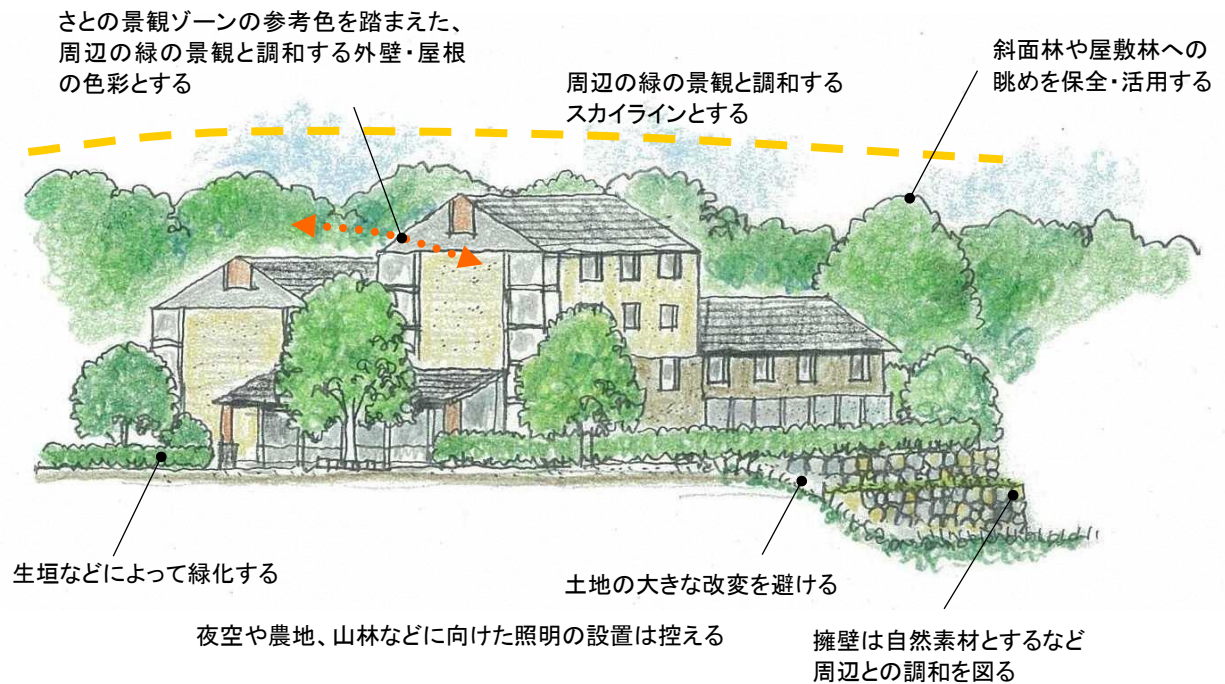 さとの景観ゾーンの参考色を踏まえた、
周辺の緑の景観と調和する外壁・屋根
の色彩とする
周辺の緑の景観と調和する
スカイラインとする
斜面林や屋敷林への
眺めを保全・活用する
生垣などによって緑化する
土地の大きな改変を避ける
夜空や農地、山林などに向けた照明の設置は控える
擁壁は自然素材とするなど
周辺との調和を図る